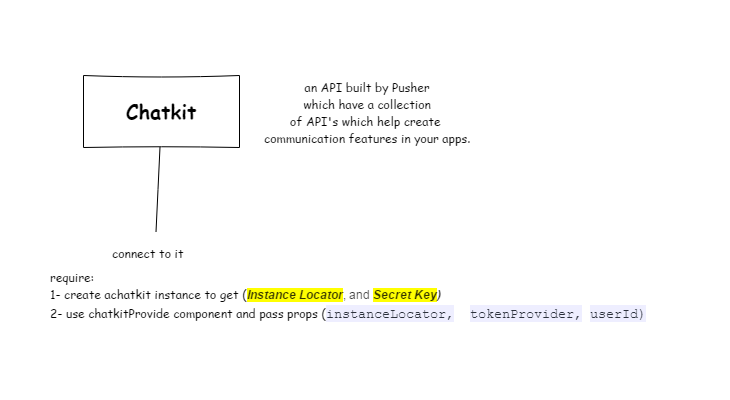 Chatkit
an API built by Pusher
which have a collection
of API's which help create
communication features in your apps.
connect to it
require:
1- create achatkit instance to get (Instance Locator, and Secret Key)
2- use chatkitProvide component and pass props (instanceLocator, tokenProvider, userId)